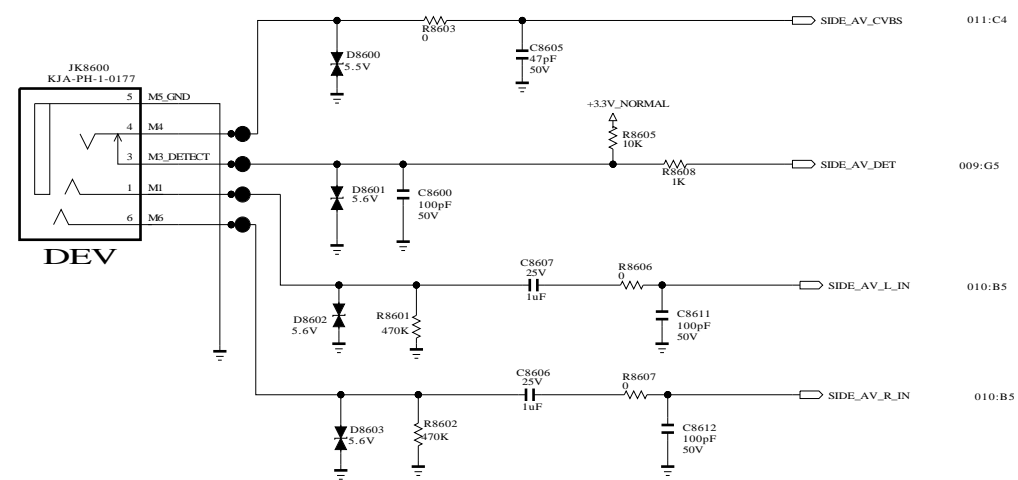 SIDE_AV_CVBS 011:C4
R8603
0
D8600
5.5V
C8605
47pF
50V
JK8600
KJA-PH-1-0177
5 M5_GND
4 M4
3 M3_DETECT
1 M1
6 M6
DEV
+3.3V_NORMAL
R8605
10K
SIDE_AV_DET 009:G5
R8608
1K
D8601
5.6V
C8600
100pF
50V
C8607
25V
1uF
R8606
0
SIDE_AV_L_IN 010:B5
D8602
5.6V
R8601
470K
C8611
100pF
50V
C8606
25V
1uF
R8607
0
SIDE_AV_R_IN 010:B5
D8603
5.6V
R8602
470K
C8612
100pF
50V